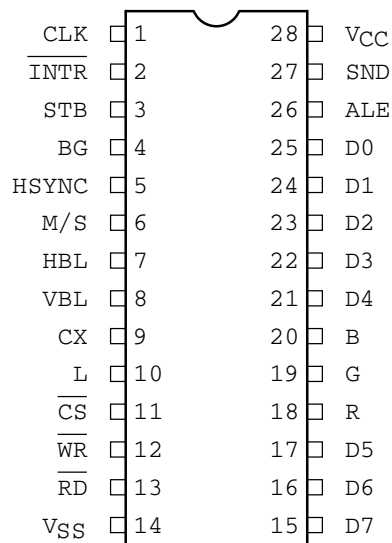 CLK 1 28 VCC
INTR 2 27 SND
STB 3 26 ALE
BG 4 25 D0
HSYNC 5 24 D1
M/S 6 23 D2
HBL 7 22 D3
VBL 8 21 D4
CX 9 20 B
L 10 19 G
CS 11 18 R
WR 12 17 D5
RD 13 16 D6
VSS 14 15 D7